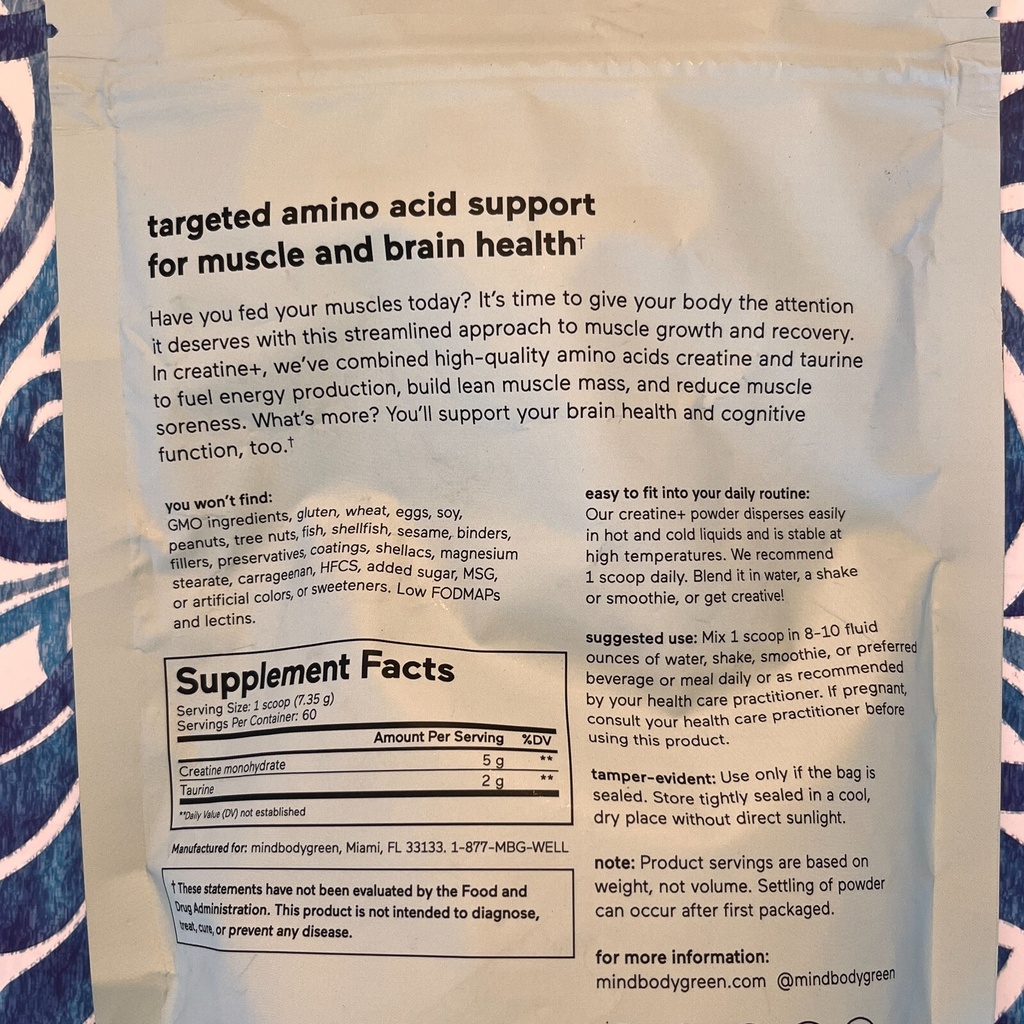 targeted amino acid support
for muscle and brain health†
Have you fed your muscles today? It's time to give your body the attention
it deserves with this streamlined approach to muscle growth and recovery.
In creatine+, we've combined high-quality amino acids creatine and taurine
to fuel energy production, build lean muscle mass, and reduce muscle
soreness. What's more? You'll support your brain health and cognitive
function, too.†
you won't find:
GMO ingredients, gluten, wheat, eggs, soy,
peanuts, tree nuts, fish, shellfish, sesame, binders,
fillers, preservatives, coatings, shellacs, magnesium
stearate, carrageenan, HFCS, added sugar, MSG,
or artificial colors, or sweeteners. Low FODMAPs
and lectins.
Supplement Facts
Serving Size: 1 scoop (7.35 g)
Servings Per Container: 60
Amount Per Serving %DV
Creatine monohydrate 5 g **
Taurine 2 g **
**Daily Value (DV) not established
Manufactured for: mindbodygreen, Miami, FL 33133. 1-877-MBG-WELL
† These statements have not been evaluated by the Food and
Drug Administration. This product is not intended to diagnose,
treat, cure, or prevent any disease.
easy to fit into your daily routine:
Our creatine+ powder disperses easily
in hot and cold liquids and is stable at
high temperatures. We recommend
1 scoop daily. Blend it in water, a shake
or smoothie, or get creative!
suggested use: Mix 1 scoop in 8-10 fluid
ounces of water, shake, smoothie, or preferred
beverage or meal daily or as recommended
by your health care practitioner. If pregnant,
consult your health care practitioner before
using this product.
tamper-evident: Use only if the bag is
sealed. Store tightly sealed in a cool,
dry place without direct sunlight.
note: Product servings are based on
weight, not volume. Settling of powder
can occur after first packaged.
for more information:
mindbodygreen.com @mindbodygreen